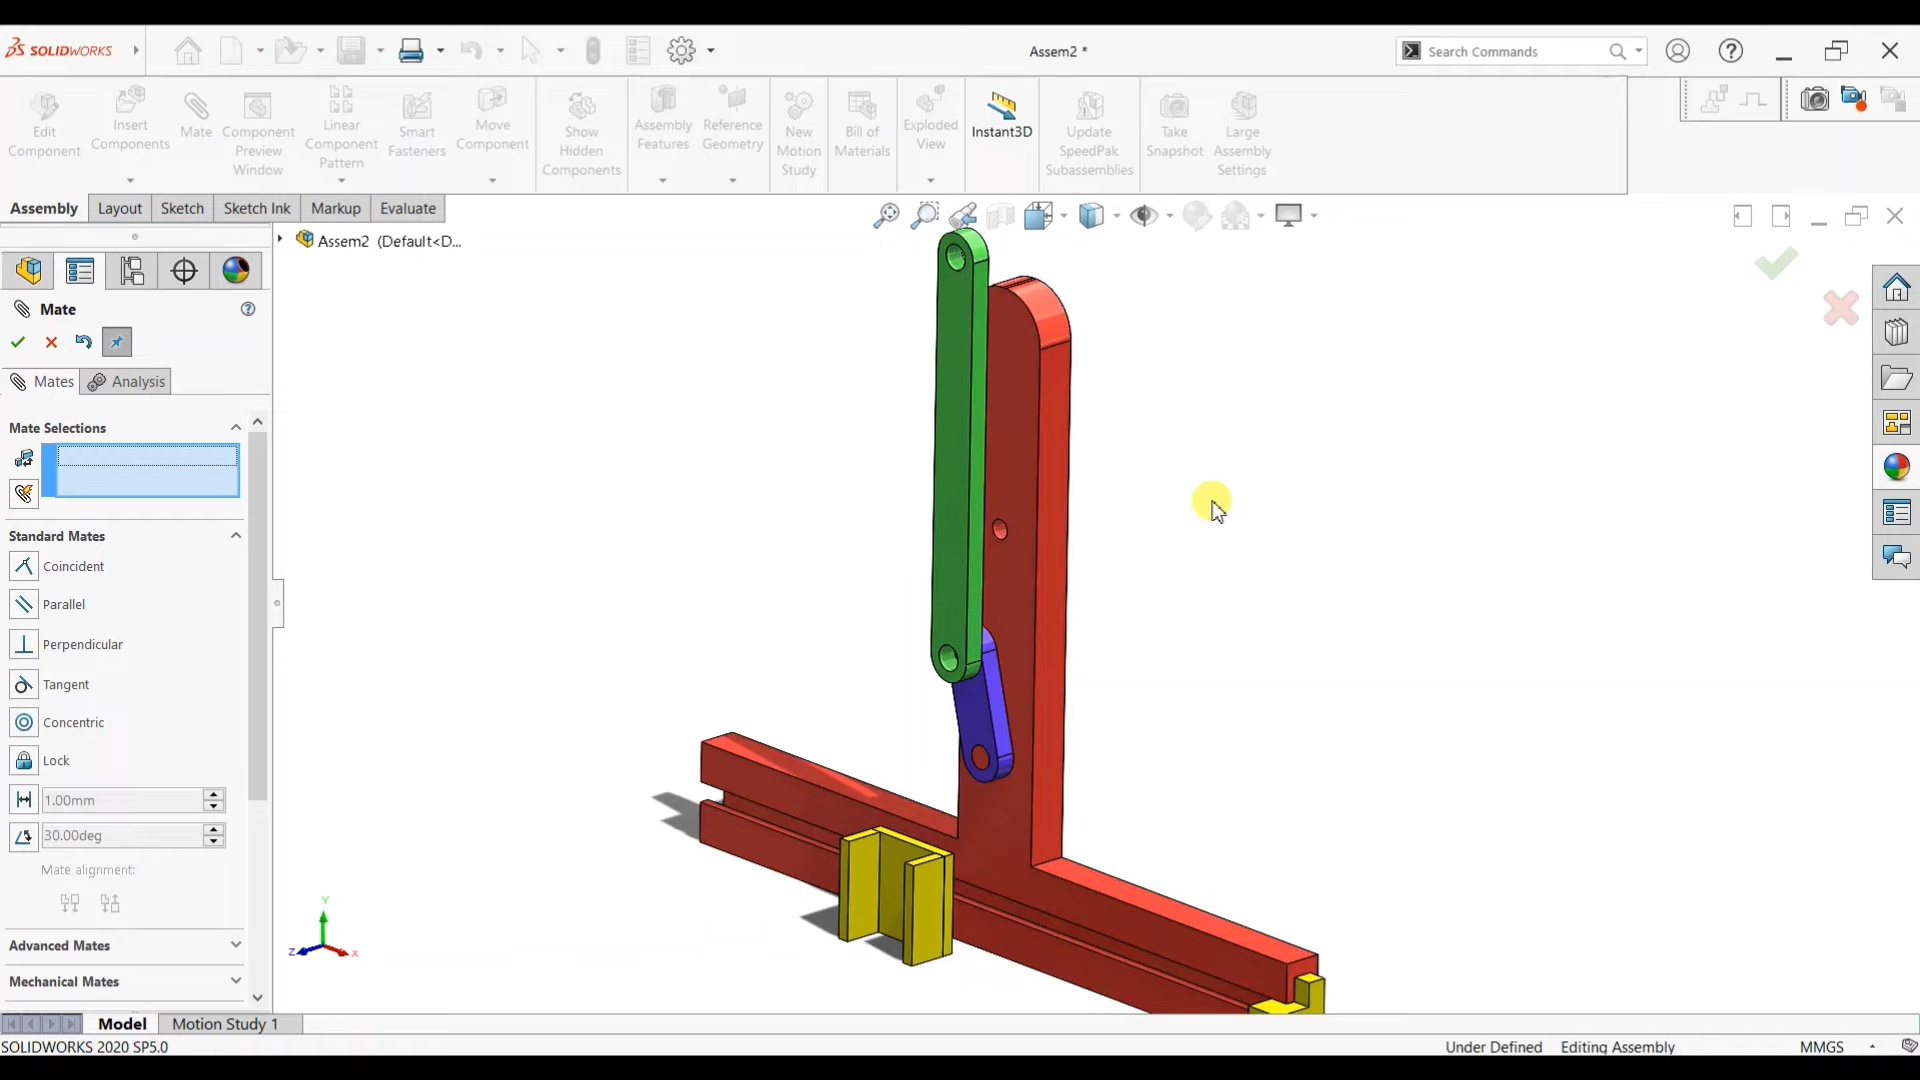 SOLIDWORKS
Assem2 *
Search Commands
Edit Component
Insert Components
Mate
Component Preview Window
Linear Component Pattern
Smart Fasteners
Move Component
Show Hidden Components
Assembly Features
Reference Geometry
New Motion Study
Bill of Materials
Exploded View
Instant3D
Update SpeedPak Subassemblies
Take Snapshot
Large Assembly Settings
Assembly
Layout
Sketch
Sketch Ink
Markup
Evaluate
Assem2 (Default<D...
Mate
Mates
Analysis
Mate Selections
Standard Mates
Coincident
Parallel
Perpendicular
Tangent
Concentric
Lock
1.00mm
30.00deg
Mate alignment:
Advanced Mates
Mechanical Mates
Y
Z
X
Model
Motion Study 1
SOLIDWORKS 2020 SP5.0
Under Defined
Editing Assembly
MMGS